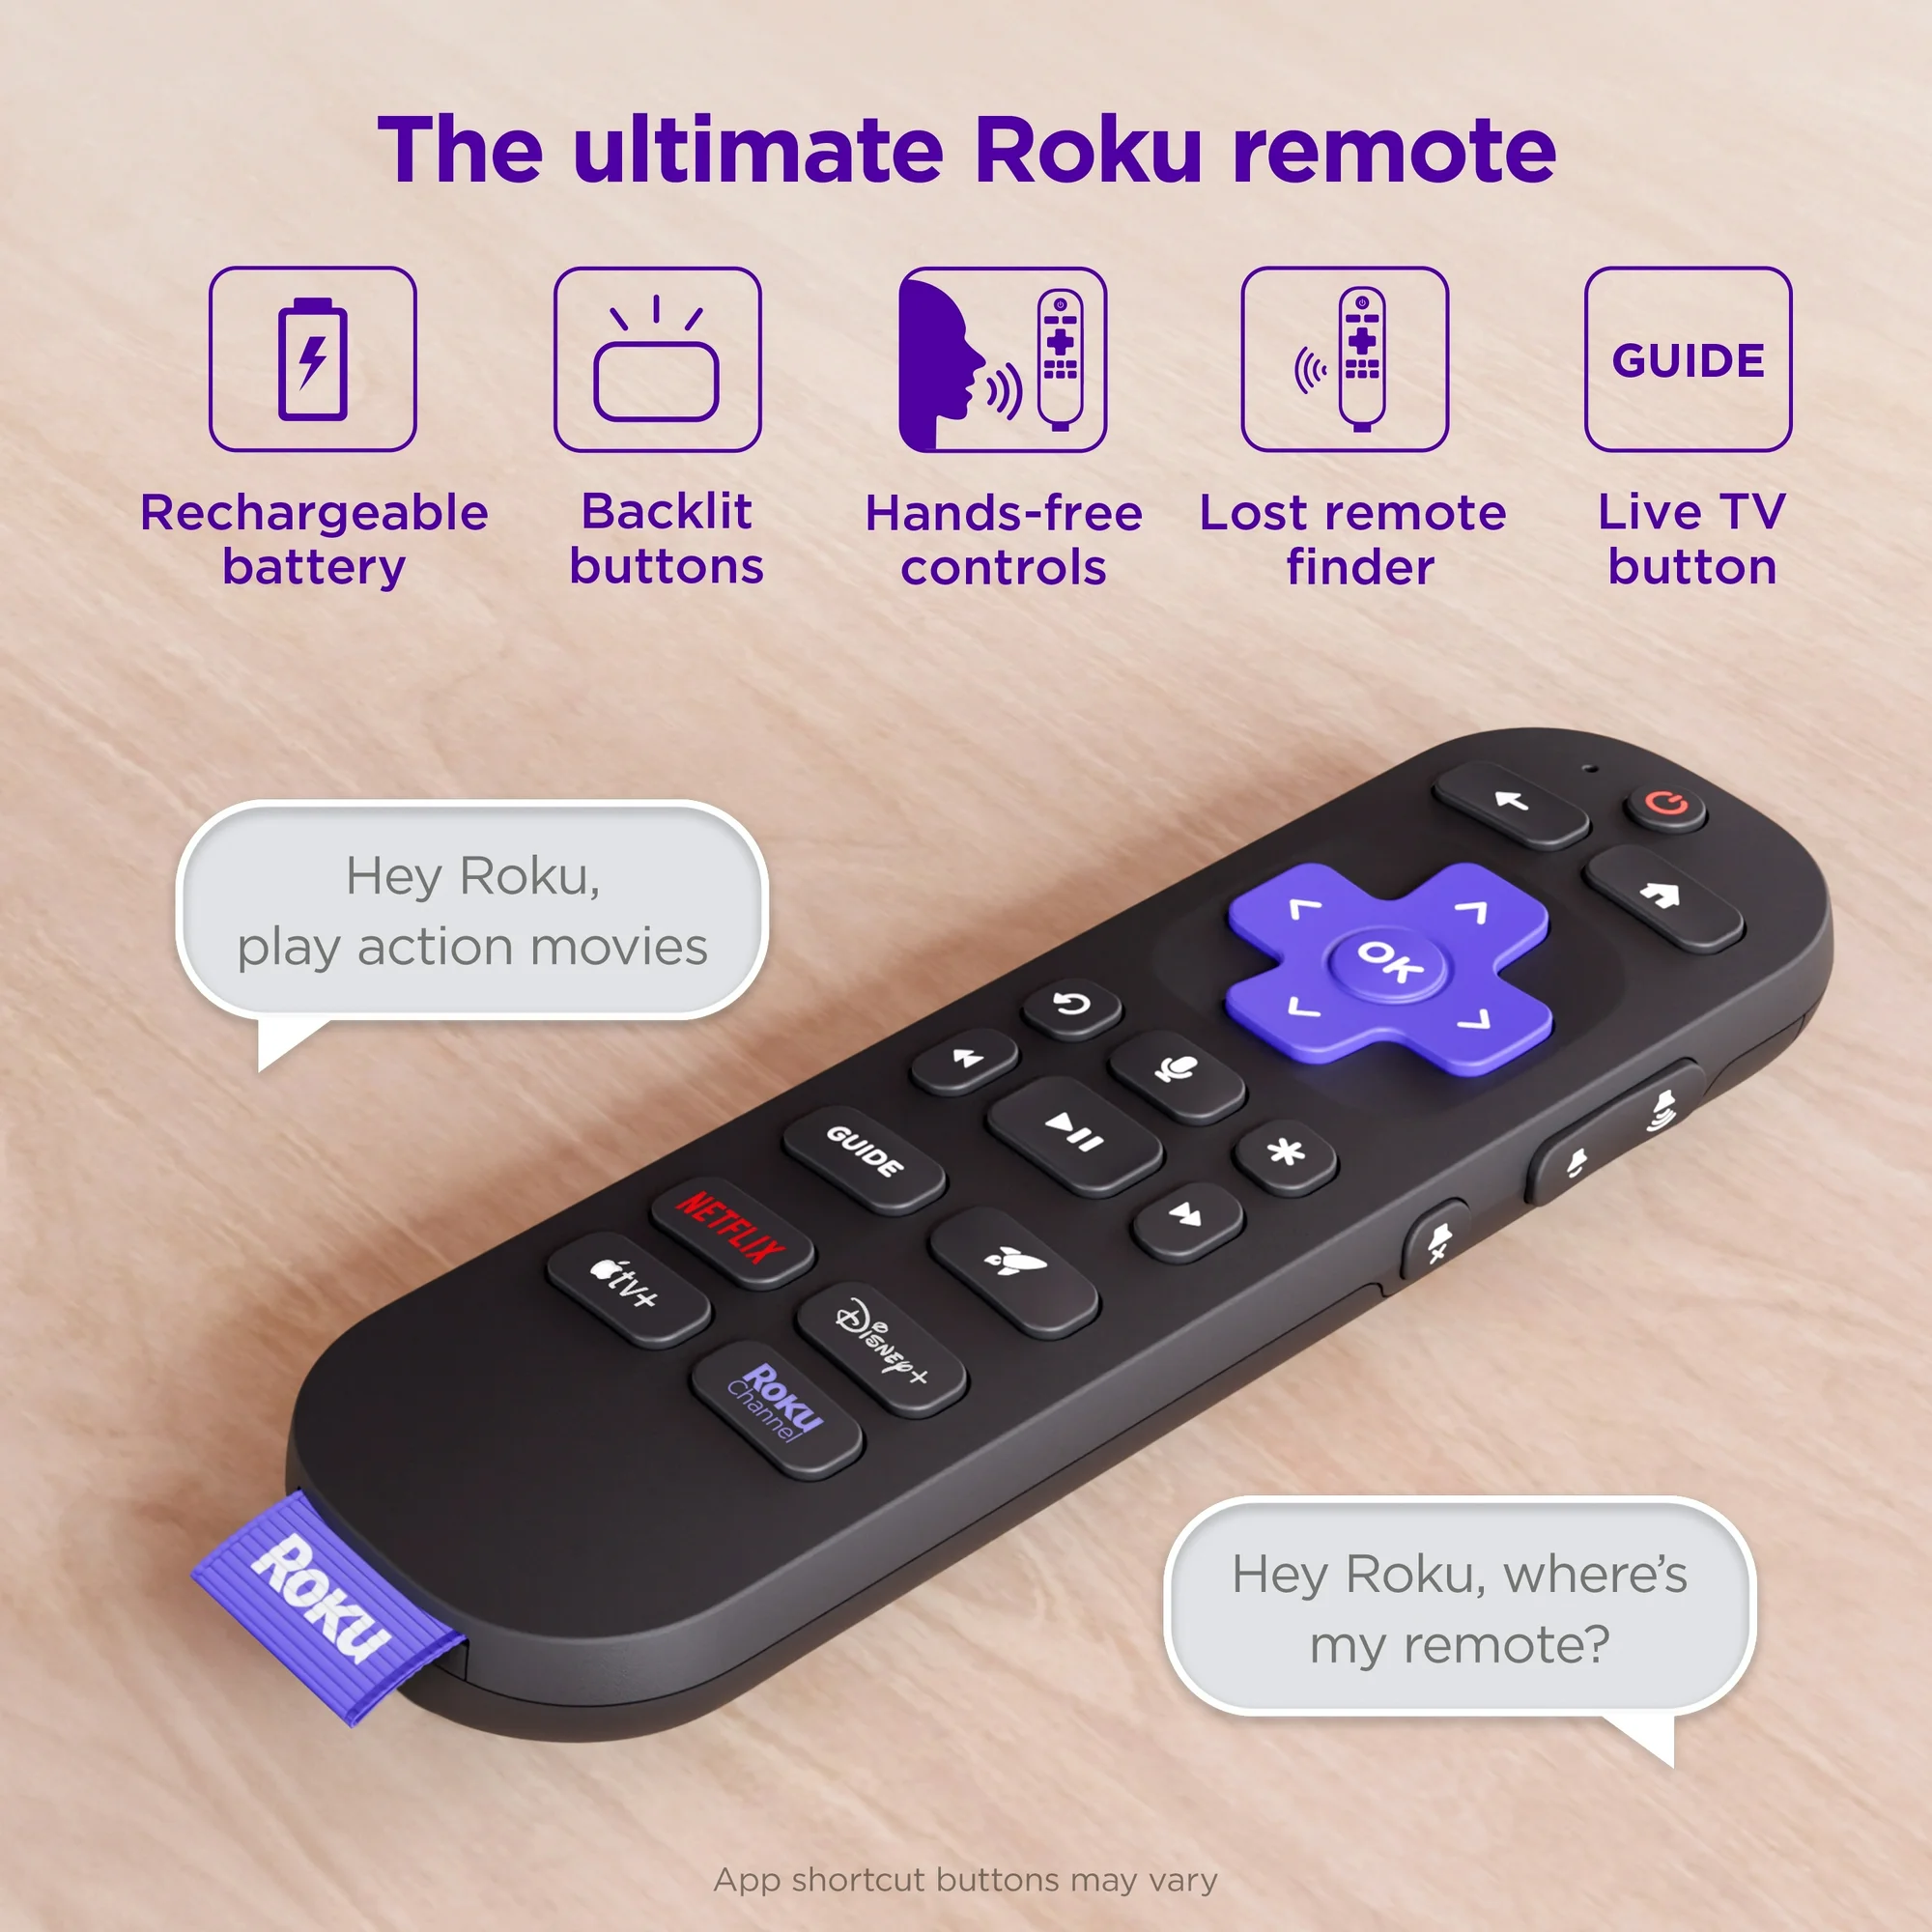 The ultimate Roku remote
GUIDE
Rechargeable
battery
Backlit
buttons
Hands-free
controls
Lost remote
finder
Live TV
button
Hey Roku,
play action movies
OK
GUIDE
NETFLIX
tv+
Disney+
ROKU
Channel
ROKU
Hey Roku, where’s
my remote?
App shortcut buttons may vary